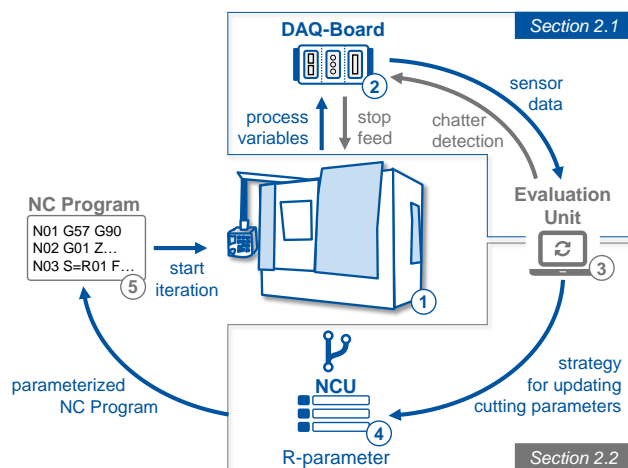 Section 2.1
DAQ-Board
2
sensor
data
process
variables
stop
feed
chatter
detection
NC Program
N01 G57 G90
N02 G01 Z...
N03 S=R01 F...
5
start
iteration
1
Evaluation
Unit
3
parameterized
NC Program
NCU
4
R-parameter
strategy
for updating
cutting parameters
Section 2.2